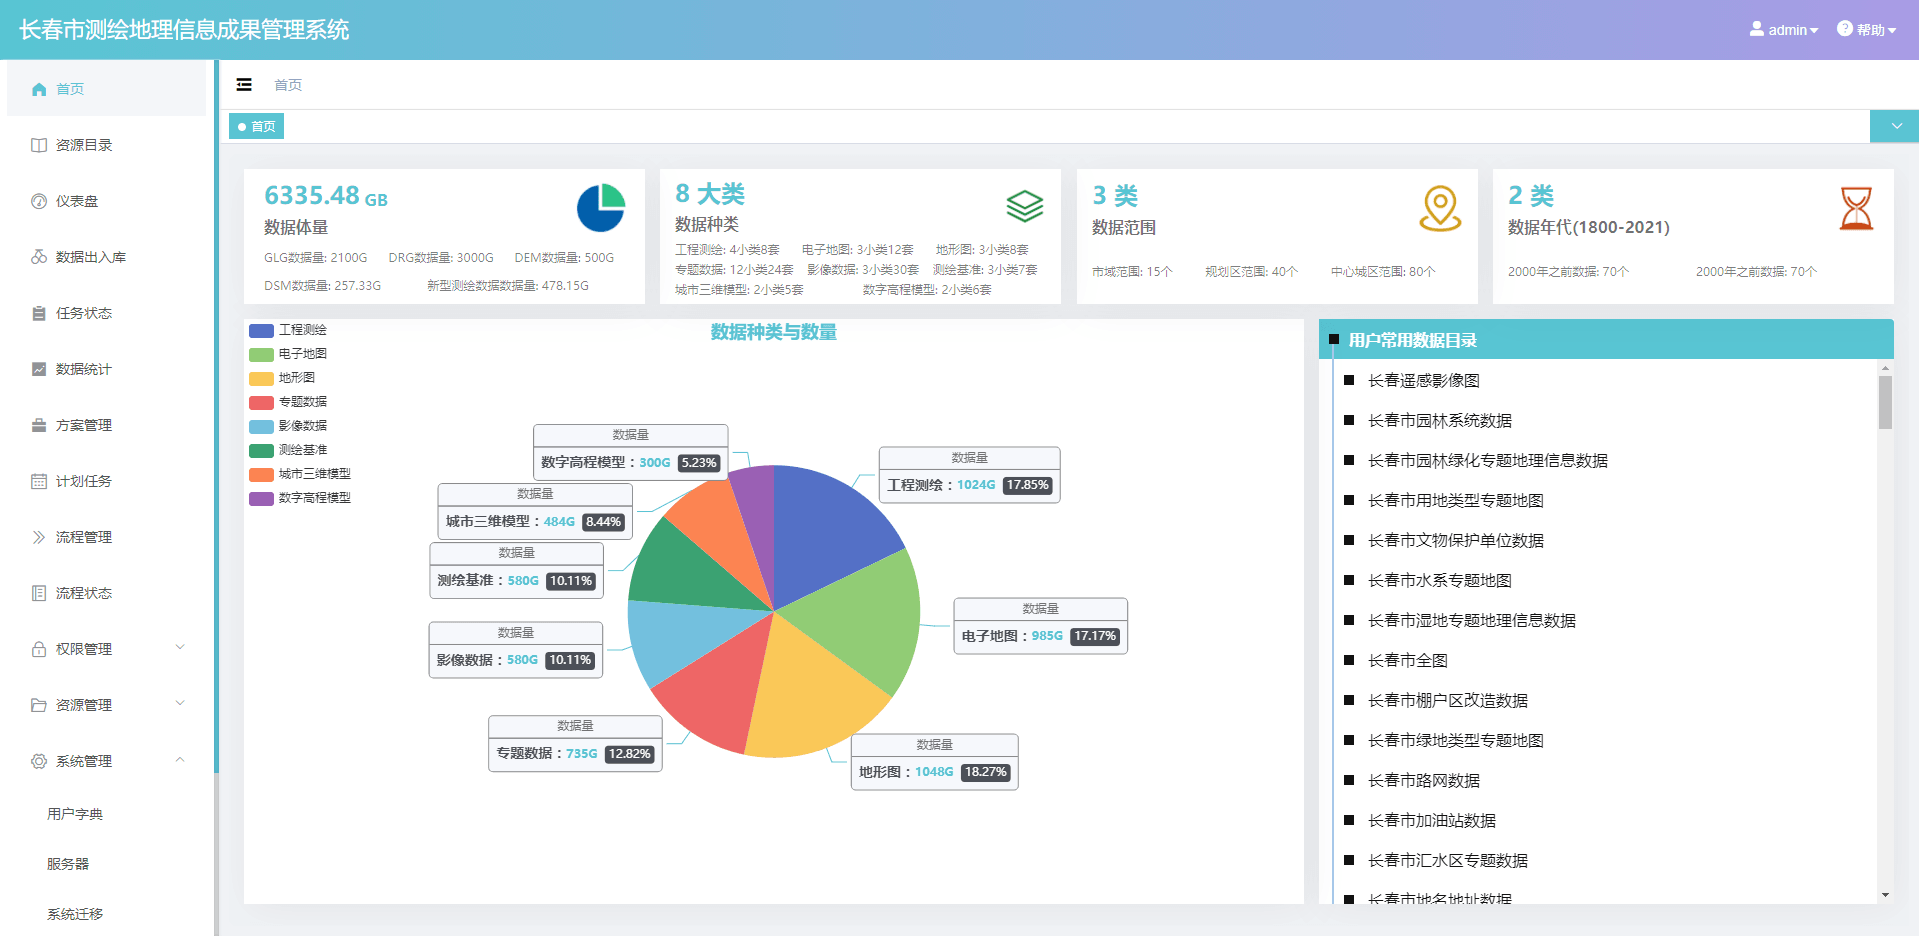 长春市测绘地理信息成果管理系统
admin
帮助
首页
资源目录
仪表盘
数据出入库
任务状态
数据统计
方案管理
计划任务
流程管理
流程状态
权限管理
资源管理
系统管理
用户字典
服务器
系统迁移
首页
首页
6335.48 GB
数据体量
GLG数据量: 2100G DRG数据量: 3000G DEM数据量: 500G
DSM数据量: 257.33G 新型测绘数据数据量: 478.15G
8 大类
数据种类
工程测绘: 4小类8套 电子地图: 3小类12套 地形图: 3小类8套
专题数据: 12小类24套 影像数据: 3小类30套 测绘基准: 3小类7套
城市三维模型: 2小类5套 数字高程模型: 2小类6套
3 类
数据范围
市域范围: 15个 规划区范围: 40个 中心城区范围: 80个
2 类
数据年代(1800-2021)
2000年之前数据: 70个 2000年之前数据: 70个
数据种类与数量
工程测绘
电子地图
地形图
专题数据
影像数据
测绘基准
城市三维模型
数字高程模型
数据量
数字高程模型：300G 5.23%
数据量
工程测绘：1024G 17.85%
数据量
城市三维模型：484G 8.44%
数据量
测绘基准：580G 10.11%
数据量
电子地图：985G 17.17%
数据量
影像数据：580G 10.11%
数据量
专题数据：735G 12.82%
数据量
地形图：1048G 18.27%
用户常用数据目录
长春遥感影像图
长春市园林系统数据
长春市园林绿化专题地理信息数据
长春市用地类型专题地图
长春市文物保护单位数据
长春市水系专题地图
长春市湿地专题地理信息数据
长春市全图
长春市棚户区改造数据
长春市绿地类型专题地图
长春市路网数据
长春市加油站数据
长春市汇水区专题数据
长春市地名地址数据